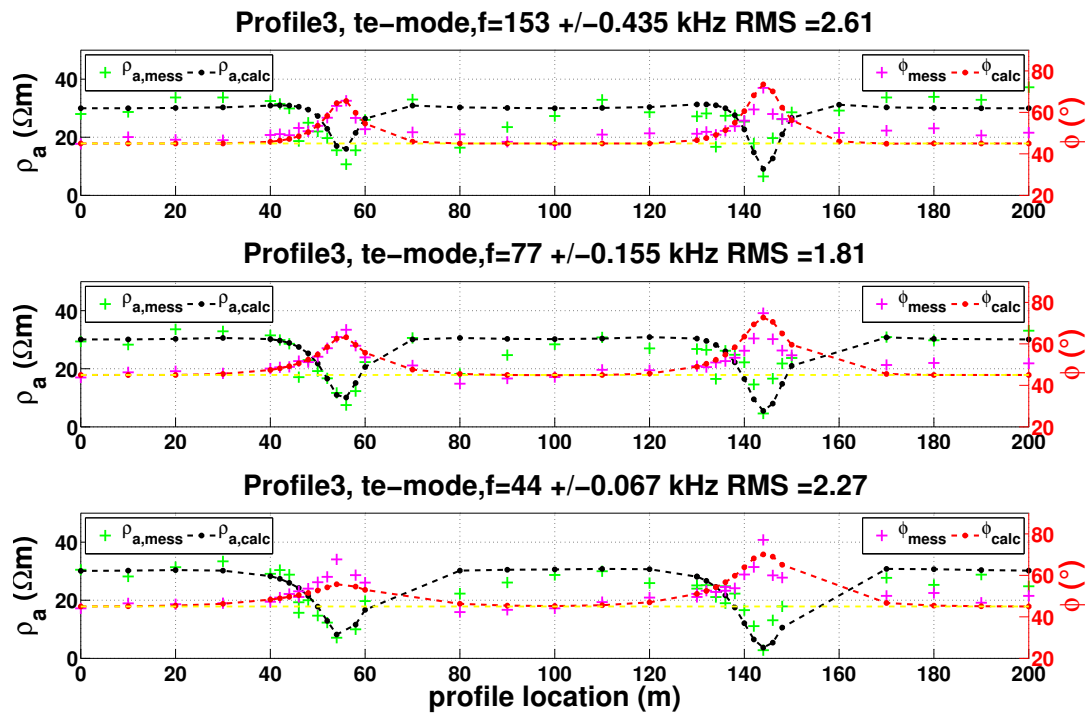 Profile3, te−mode,f=153 +/−0.435 kHz RMS =2.61
ρa,mess ρa,calc
ϕmess ϕcalc
ρa (Ωm)
40
20
0
80
60
40
20
ϕ (°)
0 20 40 60 80 100 120 140 160 180 200
Profile3, te−mode,f=77 +/−0.155 kHz RMS =1.81
ρa,mess ρa,calc
ϕmess ϕcalc
ρa (Ωm)
40
20
0
80
60
40
20
ϕ (°)
0 20 40 60 80 100 120 140 160 180 200
Profile3, te−mode,f=44 +/−0.067 kHz RMS =2.27
ρa,mess ρa,calc
ϕmess ϕcalc
ρa (Ωm)
40
20
0
80
60
40
20
ϕ (°)
0 20 40 60 80 100 120 140 160 180 200
profile location (m)